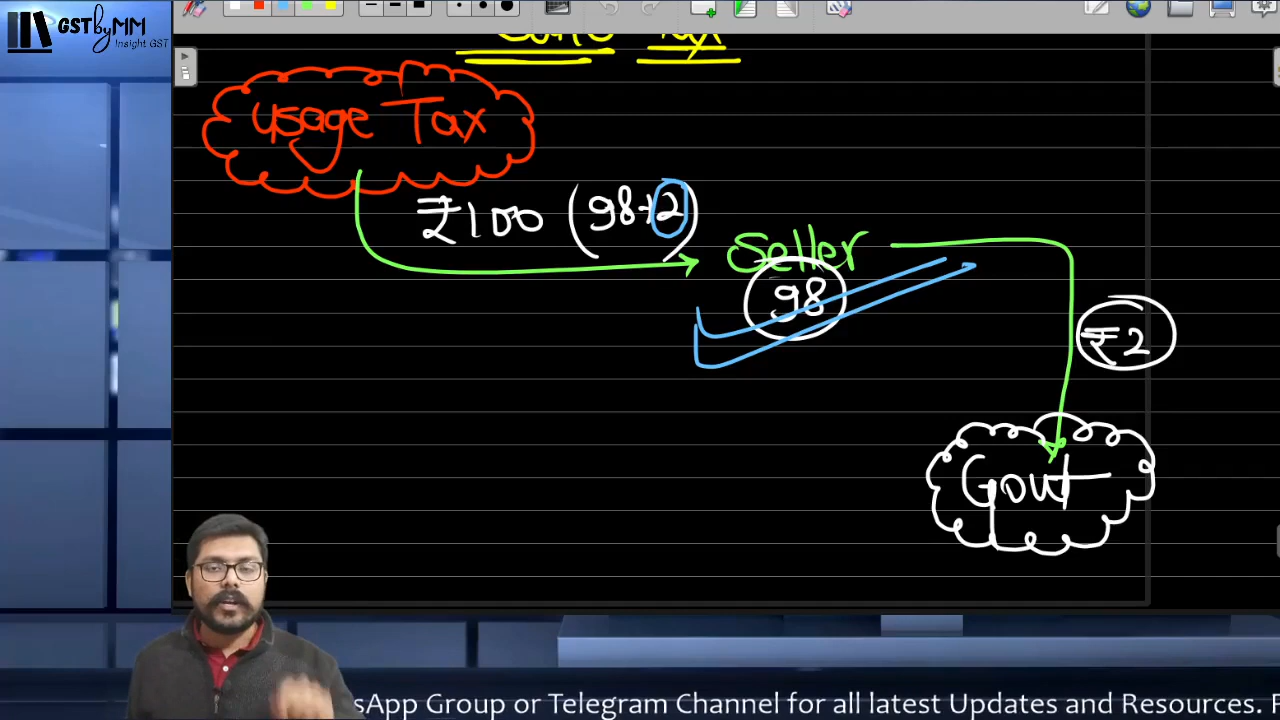 GSTbyMM
Insight GST
Tax
Usage Tax
₹100 (98+2)
Seller
98
₹2
Govt
sApp Group or Telegram Channel for all latest Updates and Resources.